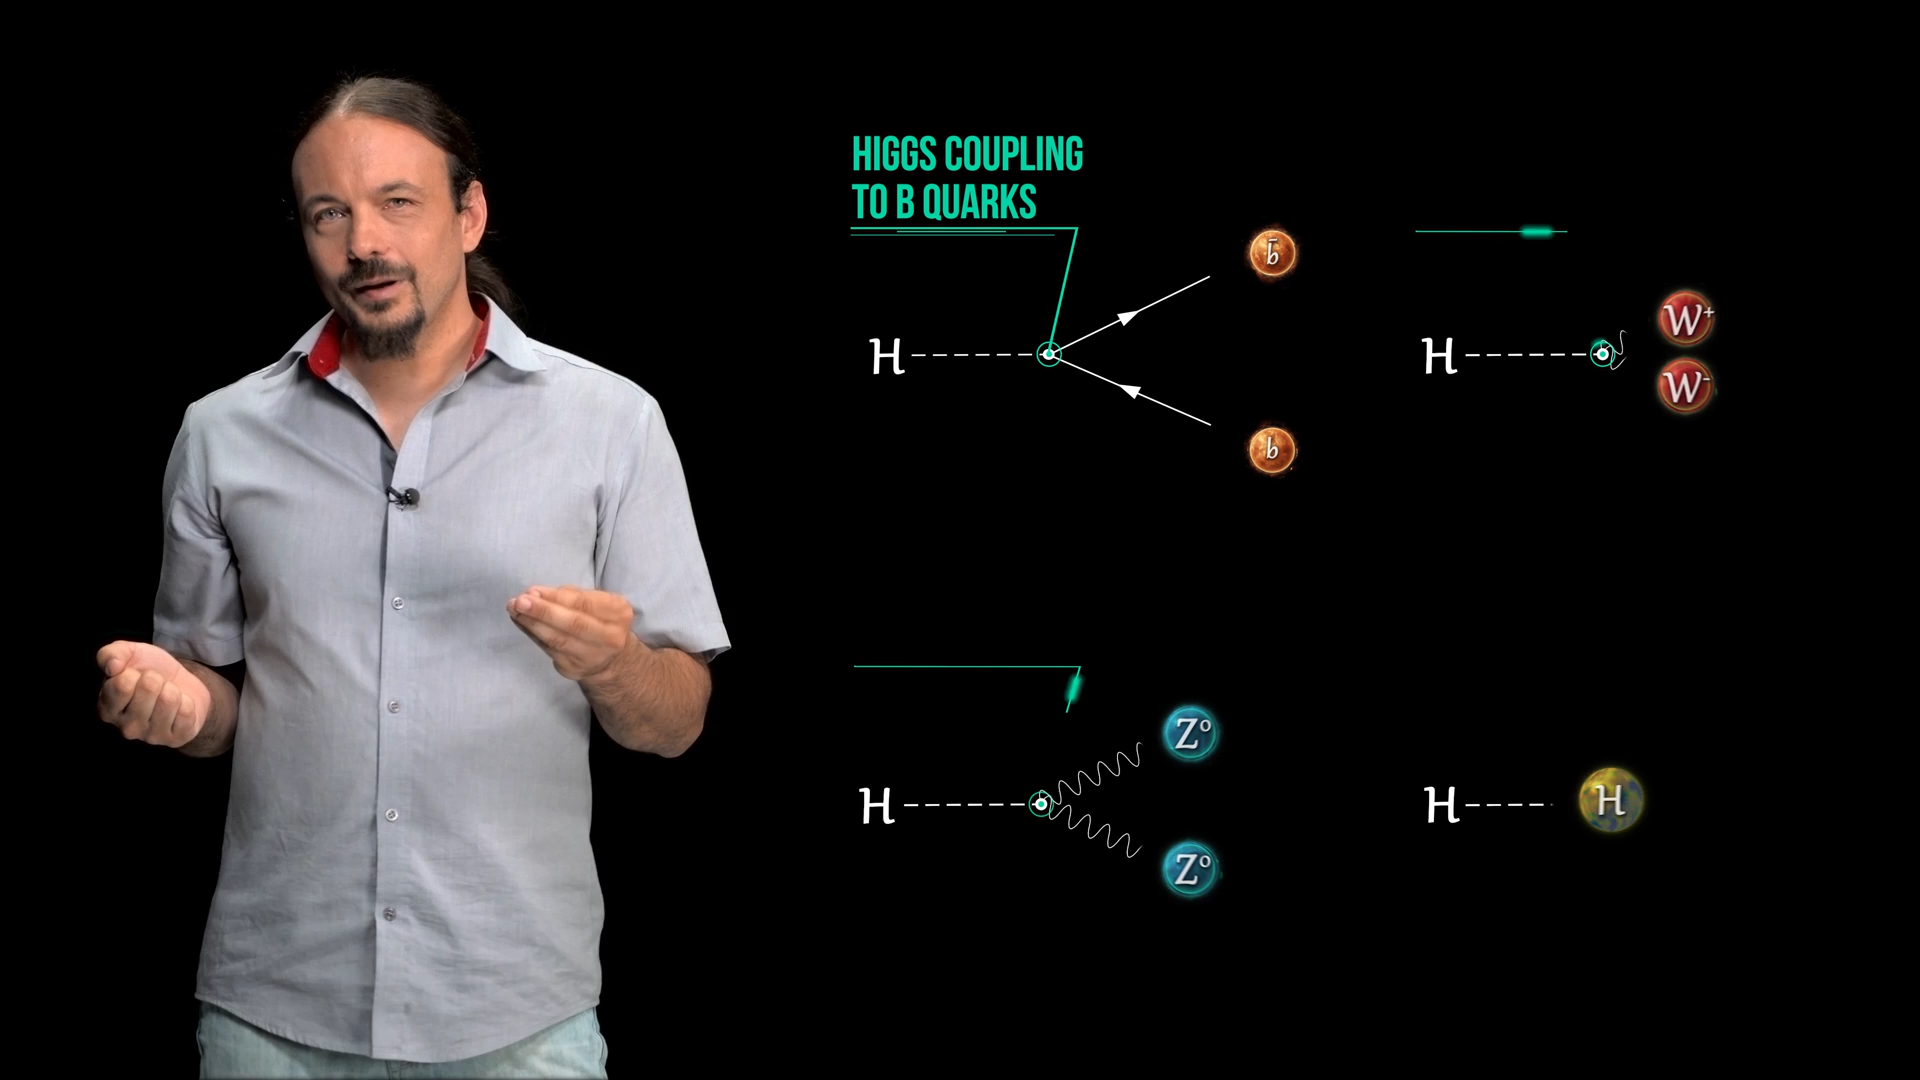 HIGGS COUPLING
TO B QUARKS
b̄
H
b
H
W⁺
W⁻
Z⁰
H
Z⁰
H
H